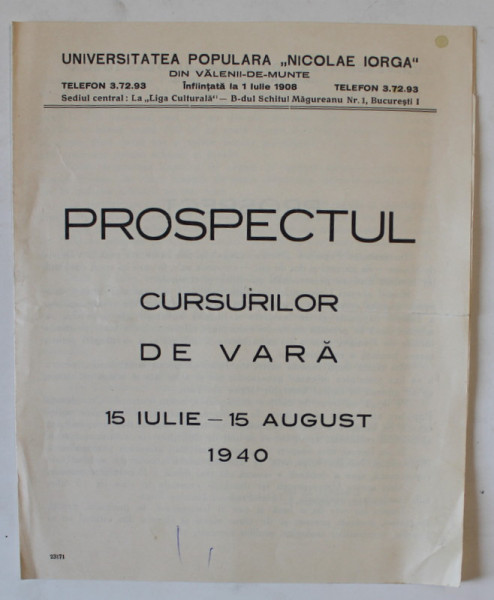 UNIVERSITATEA POPULARA „NICOLAE IORGA“
DIN VĂLENII-DE-MUNTE
TELEFON 3.72.93 Înființată la 1 Iulie 1908 TELEFON 3.72.93
Sediul central: La „Liga Culturală“ — B-dul Schitul Măgureanu Nr. 1, București I
PROSPECTUL
CURSURILOR
DE VARĂ
15 IULIE — 15 AUGUST
1940